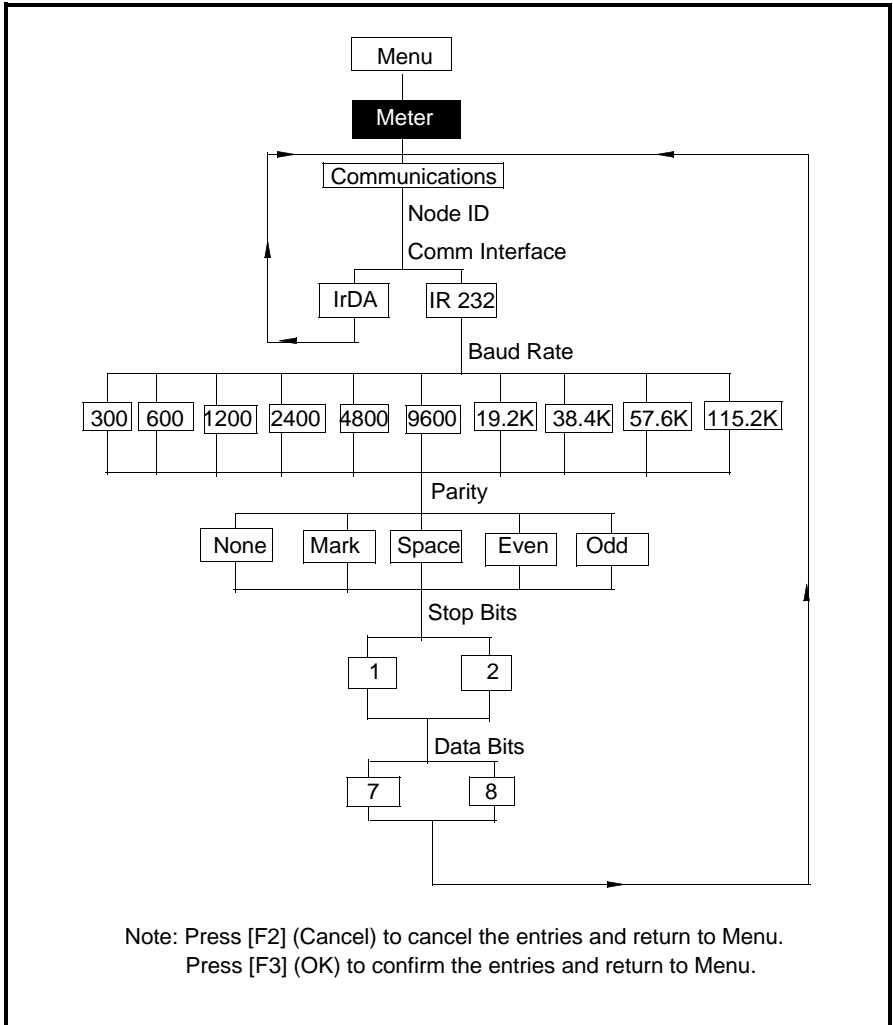 Menu
Meter
Communications
Node ID
Comm Interface
IrDA IR 232
Baud Rate
300 600 1200 2400 4800 9600 19.2K 38.4K 57.6K 115.2K
Parity
None Mark Space Even Odd
Stop Bits
1 2
Data Bits
7 8
Note: Press [F2] (Cancel) to cancel the entries and return to Menu.
Press [F3] (OK) to confirm the entries and return to Menu.